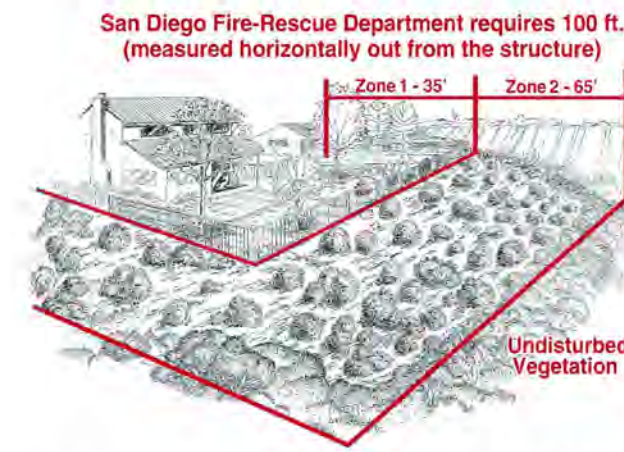 San Diego Fire-Rescue Department requires 100 ft.
(measured horizontally out from the structure)
Zone 1 - 35'
Zone 2 - 65'
Undisturbed
Vegetation